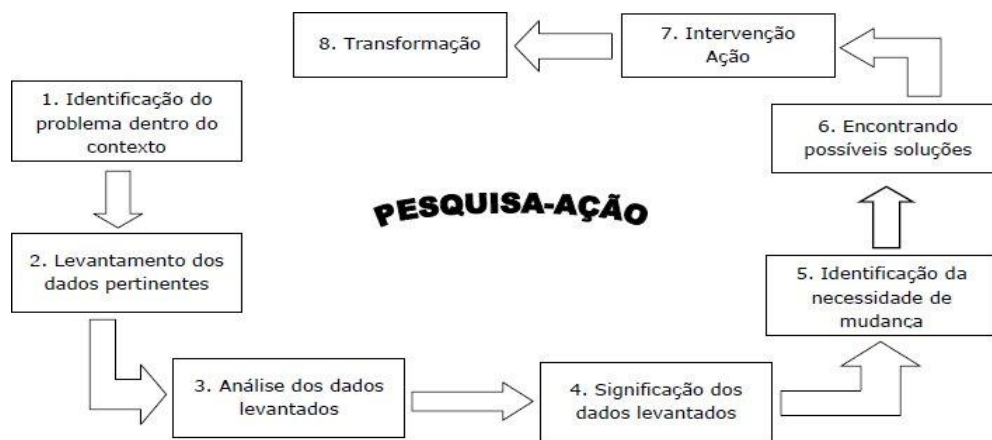 1. Identificação do
problema dentro do
contexto
2. Levantamento dos
dados pertinentes
3. Análise dos dados
levantados
4. Significação dos
dados levantados
5. Identificação da
necessidade de
mudança
6. Encontrando
possíveis soluções
7. Intervenção
Ação
8. Transformação
PESQUISA-AÇÃO